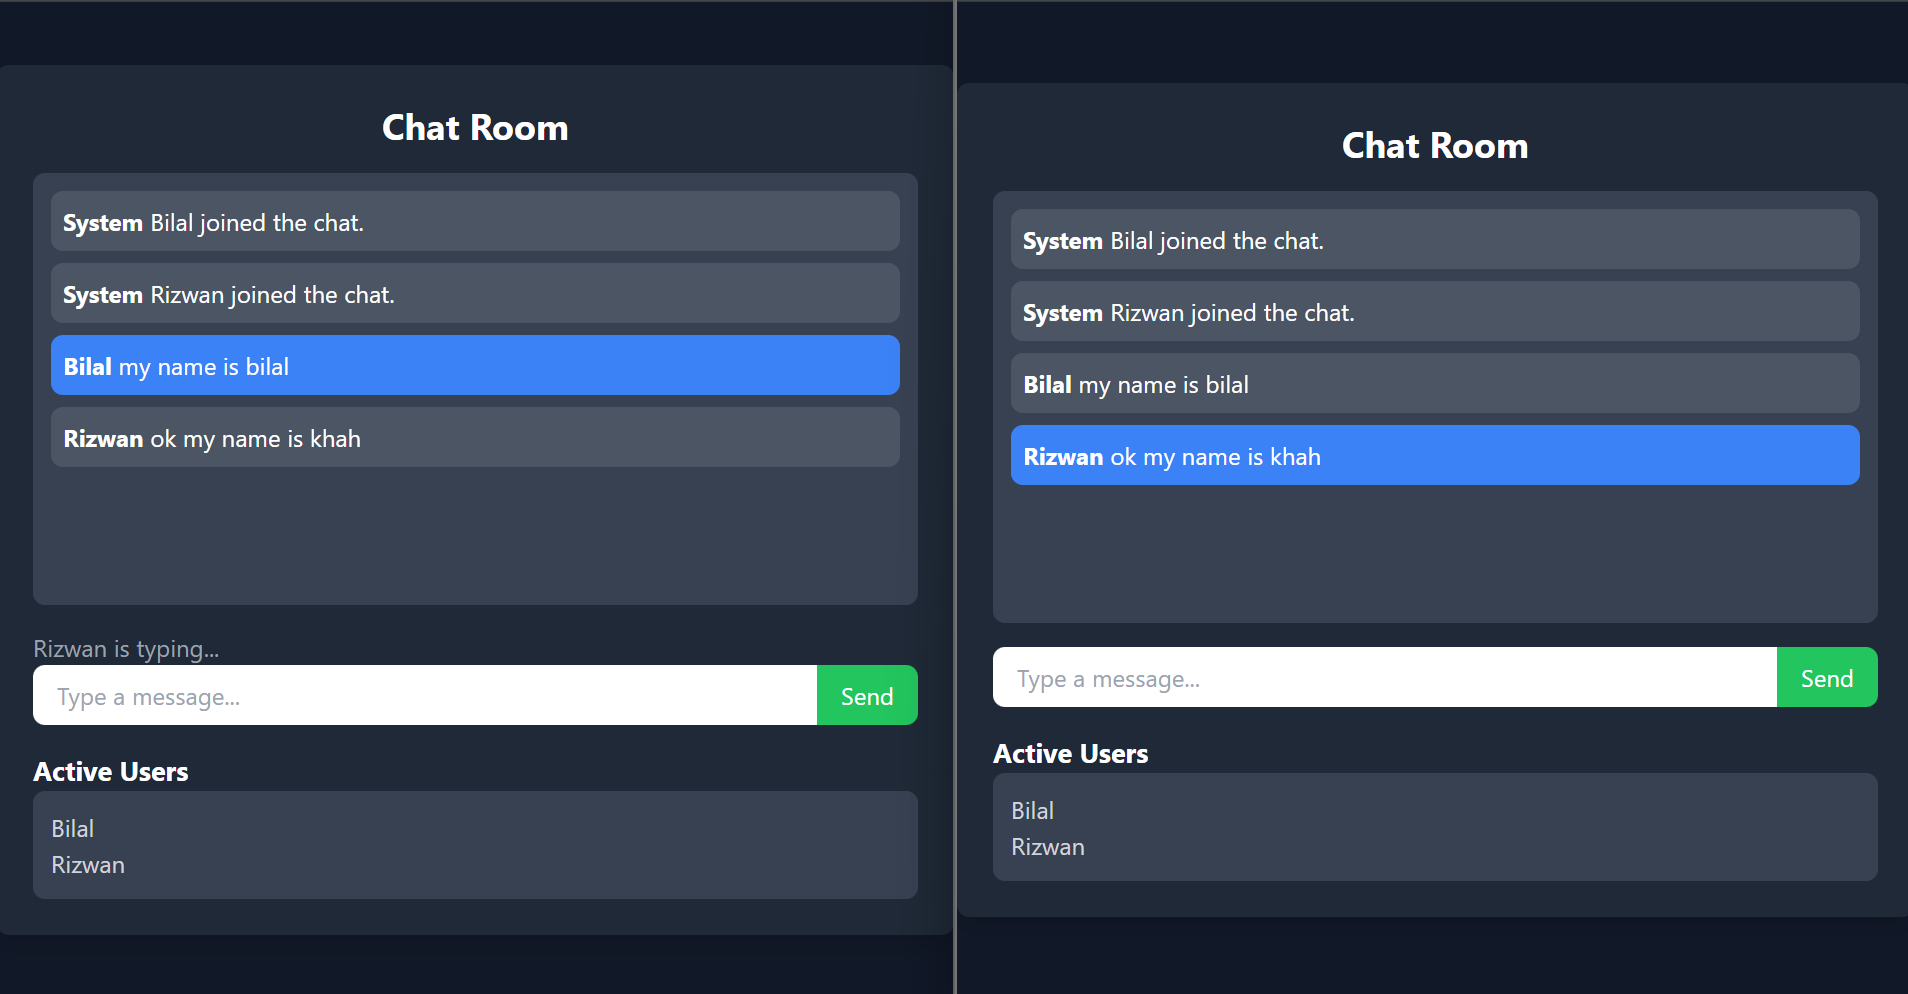 Chat Room
System Bilal joined the chat.
System Rizwan joined the chat.
Bilal my name is bilal
Rizwan ok my name is khah
Rizwan is typing...
Type a message...
Send
Active Users
Bilal
Rizwan
Chat Room
System Bilal joined the chat.
System Rizwan joined the chat.
Bilal my name is bilal
Rizwan ok my name is khah
Type a message...
Send
Active Users
Bilal
Rizwan